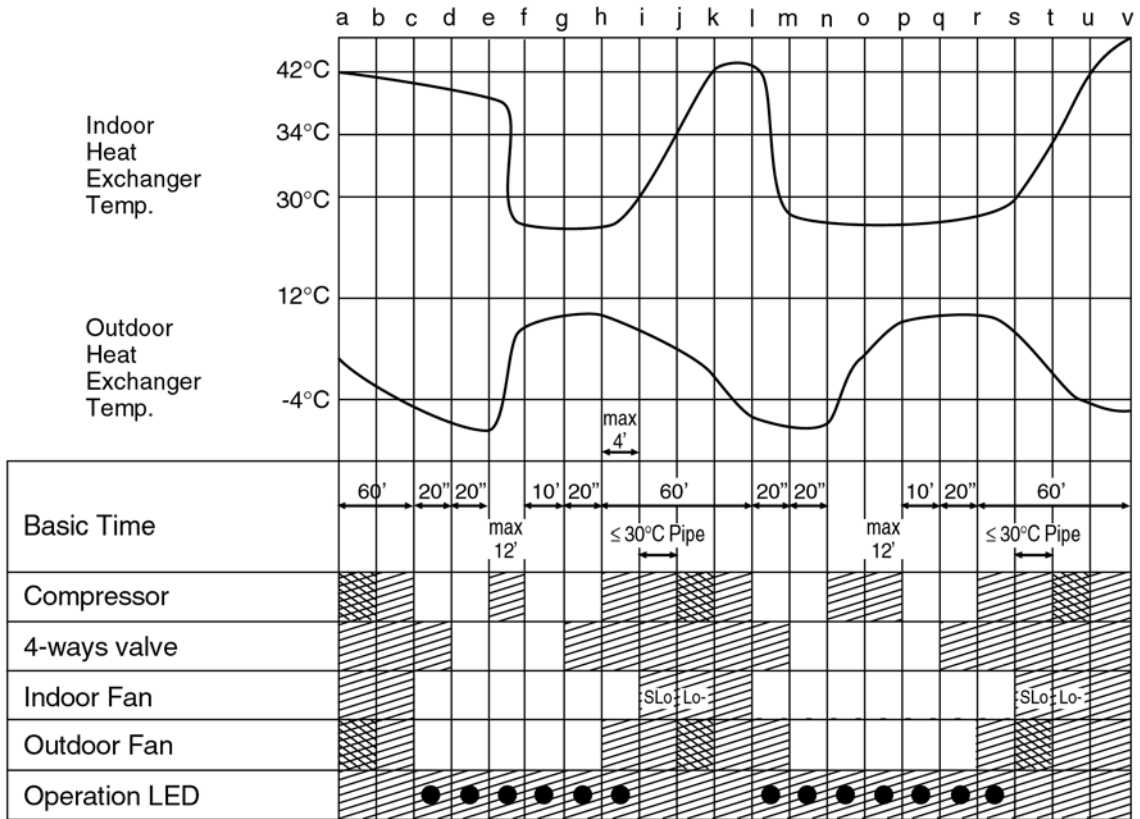 a b c d e f g h i j k l m n o p q r s t u v
42°C
Indoor
Heat
Exchanger
Temp.
34°C
30°C
12°C
Outdoor
Heat
Exchanger
Temp.
-4°C
max
4'
Basic Time
60' 20" 20" 10' 20" 60' 20" 20" 10' 20" 60'
max
12'
≤ 30°C Pipe
max
12'
≤ 30°C Pipe
Compressor
4-ways valve
Indoor Fan
SLo Lo- SLo Lo-
Outdoor Fan
Operation LED